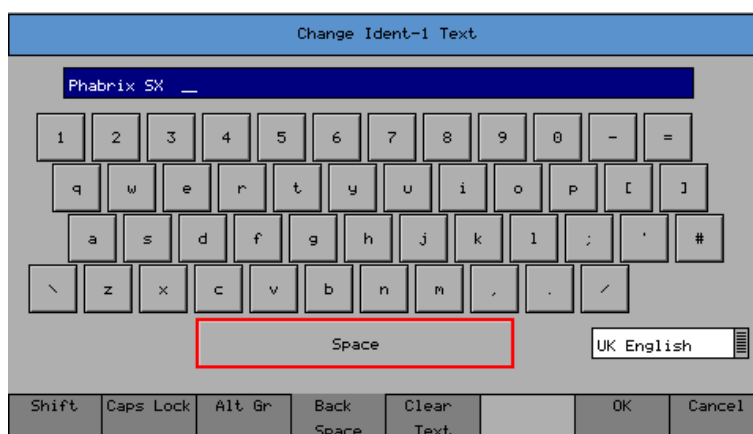 Change Ident-1 Text
Phabrix SX __
1 2 3 4 5 6 7 8 9 0 - =
q w e r t y u i o p [ ]
a s d f g h j k l ; ' #
\ z x c v b n m , . /
Space
UK English
Shift Caps Lock Alt Gr Back Clear OK Cancel
Space Text